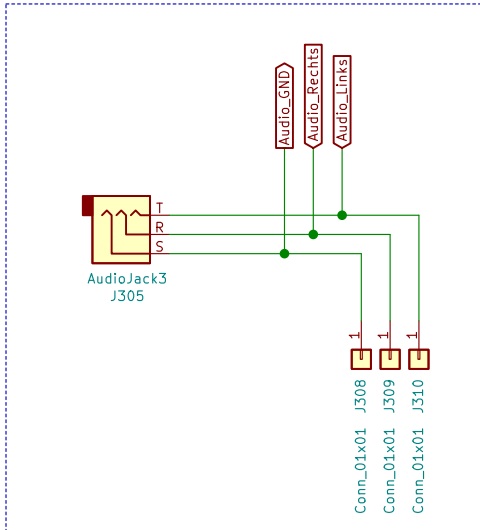 Audio_GND
Audio_Rechts
Audio_Links
T
R
S
AudioJack3
J305
1
1
1
J308
J309
J310
Conn_01x01
Conn_01x01
Conn_01x01